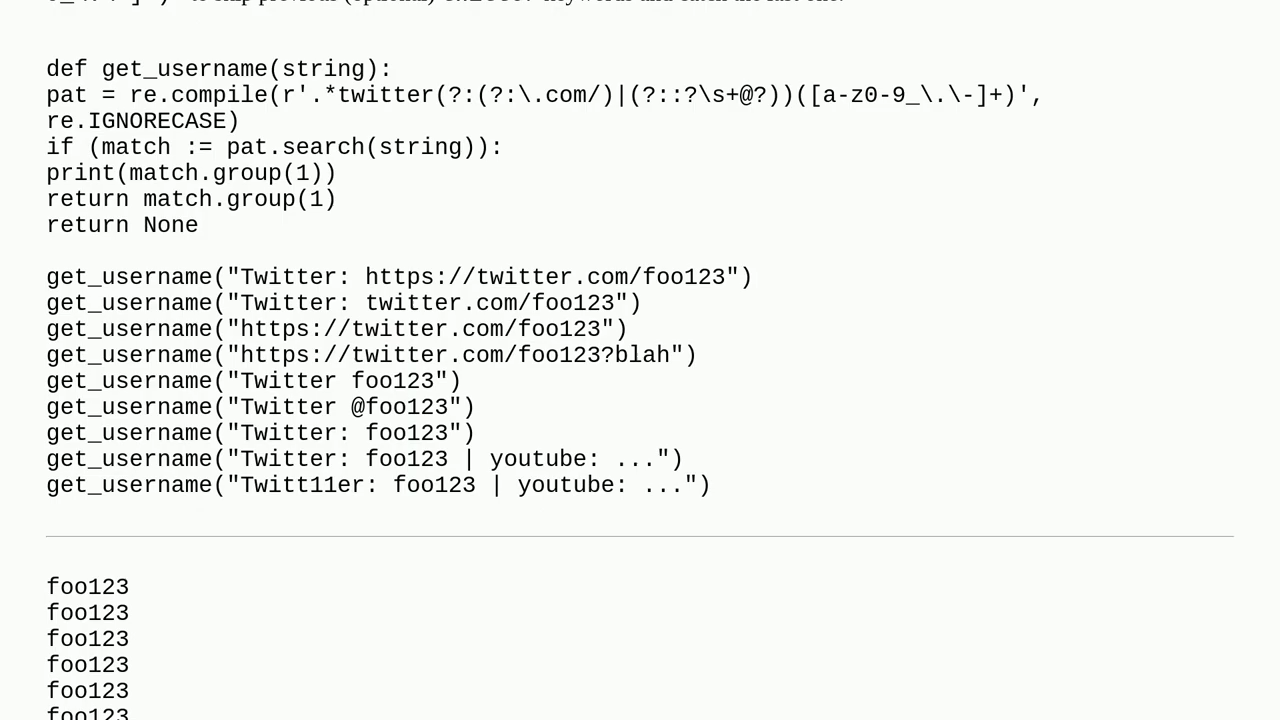 def get_username(string):
pat = re.compile(r'.*twitter(?:(?:\.com/)|(?::?\s+@?))([a-z0-9_\.\-]+)',
re.IGNORECASE)
if (match := pat.search(string)):
print(match.group(1))
return match.group(1)
return None
get_username("Twitter: https://twitter.com/foo123")
get_username("Twitter: twitter.com/foo123")
get_username("https://twitter.com/foo123")
get_username("https://twitter.com/foo123?blah")
get_username("Twitter foo123")
get_username("Twitter @foo123")
get_username("Twitter: foo123")
get_username("Twitter: foo123 | youtube: ...")
get_username("Twitt11er: foo123 | youtube: ...")
foo123
foo123
foo123
foo123
foo123
foo123